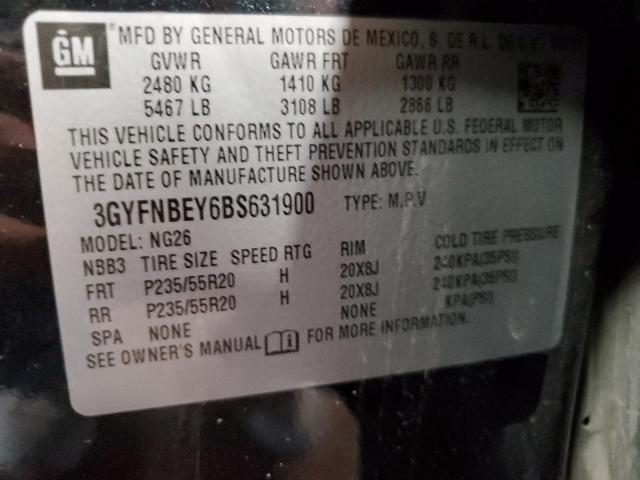 GM
*MFD BY GENERAL MOTORS DE MEXICO, S. DE R.L. DE C.V.
GVWR GAWR FRT GAWR RR
2480 KG 1410 KG 1300 KG
5467 LB 3108 LB 2866 LB
THIS VEHICLE CONFORMS TO ALL APPLICABLE U.S. FEDERAL MOTOR
VEHICLE SAFETY AND THEFT PREVENTION STANDARDS IN EFFECT ON
THE DATE OF MANUFACTURE SHOWN ABOVE.
3GYFNBEY6BS631900 TYPE: M.P.V
MODEL: NG26
NBB3 TIRE SIZE SPEED RTG RIM COLD TIRE PRESSURE
FRT P235/55R20 H 20X8J 240KPA(35PSI)
RR P235/55R20 H 20X8J 240KPA(35PSI)
SPA NONE NONE KPA(PSI)
SEE OWNER'S MANUAL FOR MORE INFORMATION.